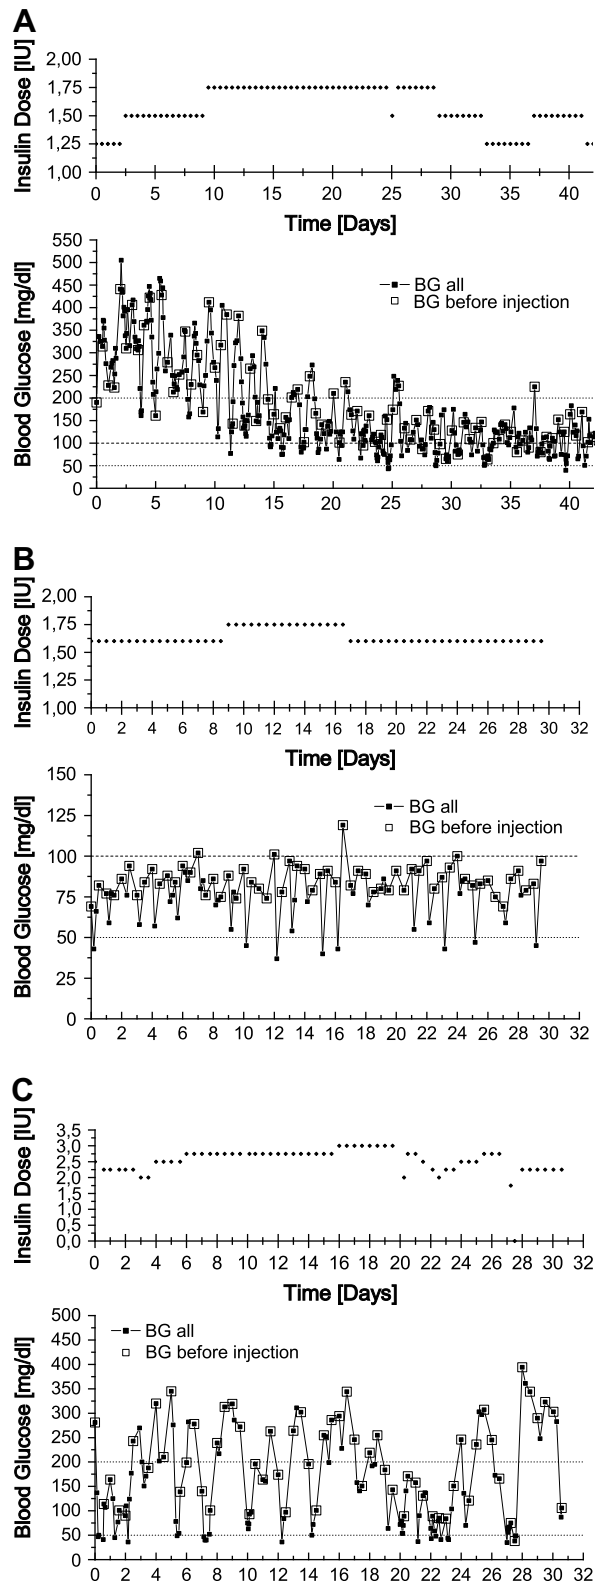 A
Insulin Dose [IU]
2,00
1,75
1,50
1,25
1,00
0 5 10 15 20 25 30 35 40
Time [Days]
Blood Glucose [mg/dl]
550
500
450
400
350
300
250
200
150
100
50
0
BG all
BG before injection
0 5 10 15 20 25 30 35 40
B
Insulin Dose [IU]
2,00
1,75
1,50
1,25
1,00
0 2 4 6 8 10 12 14 16 18 20 22 24 26 28 30 32
Time [Days]
Blood Glucose [mg/dl]
150
125
100
75
50
25
0
BG all
BG before injection
0 2 4 6 8 10 12 14 16 18 20 22 24 26 28 30 32
C
Insulin Dose [IU]
3,5
3,0
2,5
2,0
1,5
1,0
0,5
0,0
0 2 4 6 8 10 12 14 16 18 20 22 24 26 28 30 32
Time [Days]
Blood Glucose [mg/dl]
500
450
400
350
300
250
200
150
100
50
0
BG all
BG before injection
0 2 4 6 8 10 12 14 16 18 20 22 24 26 28 30 32